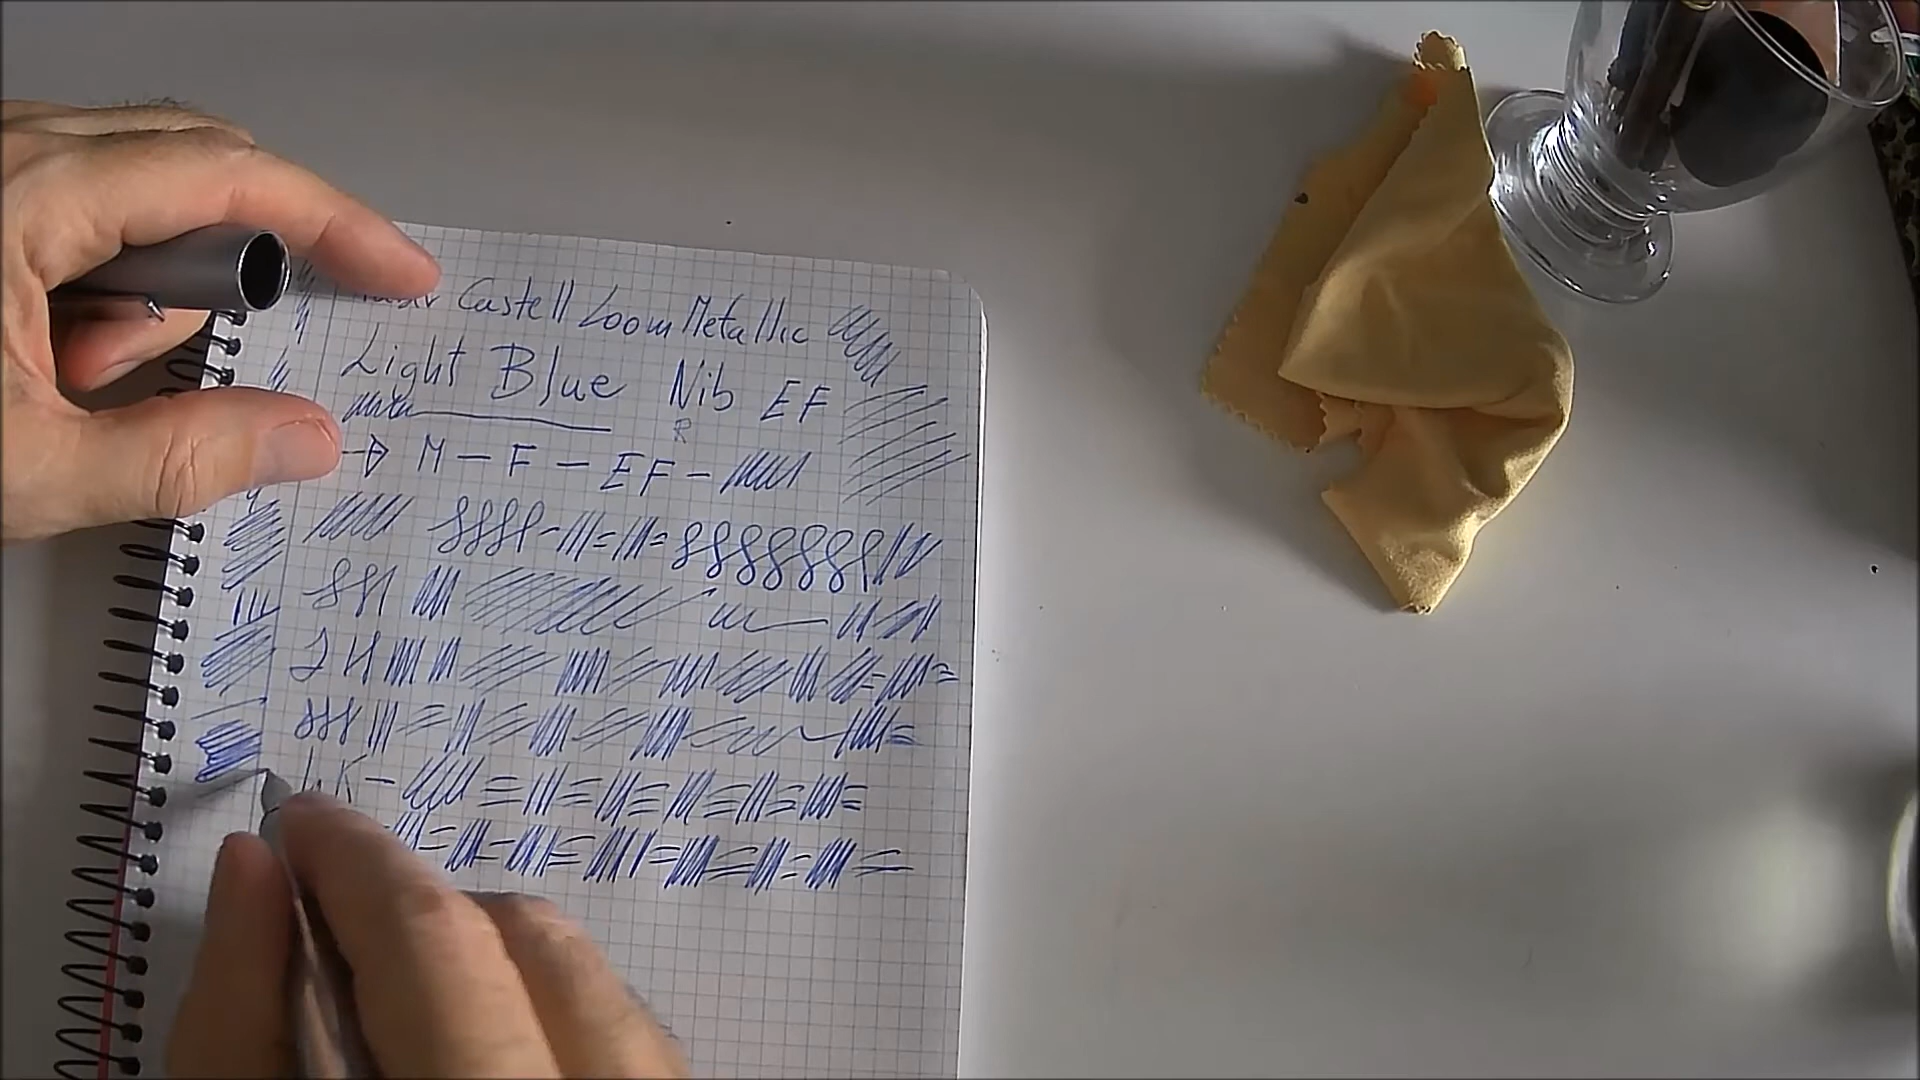 Castell Loom Metallic
Light Blue Nib EF
R
M - F - EF -